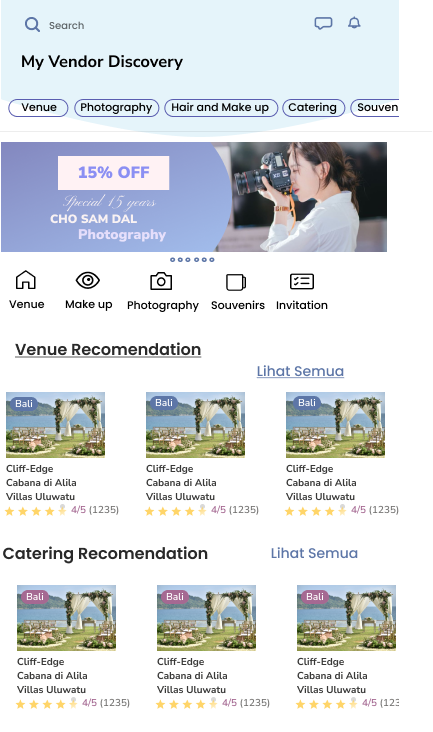 Search
My Vendor Discovery
Venue Photography Hair and Make up Catering Souven
15% OFF
Special 15 years
CHO SAM DAL
Photography
Venue Make up Photography Souvenirs Invitation
Venue Recomendation
Lihat Semua
Bali Bali Bali
Cliff-Edge Cliff-Edge Cliff-Edge
Cabana di Alila Cabana di Alila Cabana di Alila
Villas Uluwatu Villas Uluwatu Villas Uluwatu
4/5 (1235) 4/5 (1235) 4/5 (1235)
Catering Recomendation Lihat Semua
Bali Bali Bali
Cliff-Edge Cliff-Edge Cliff-Edge
Cabana di Alila Cabana di Alila Cabana di Alila
Villas Uluwatu Villas Uluwatu Villas Uluwatu
4/5 (1235) 4/5 (1235) 4/5 (123